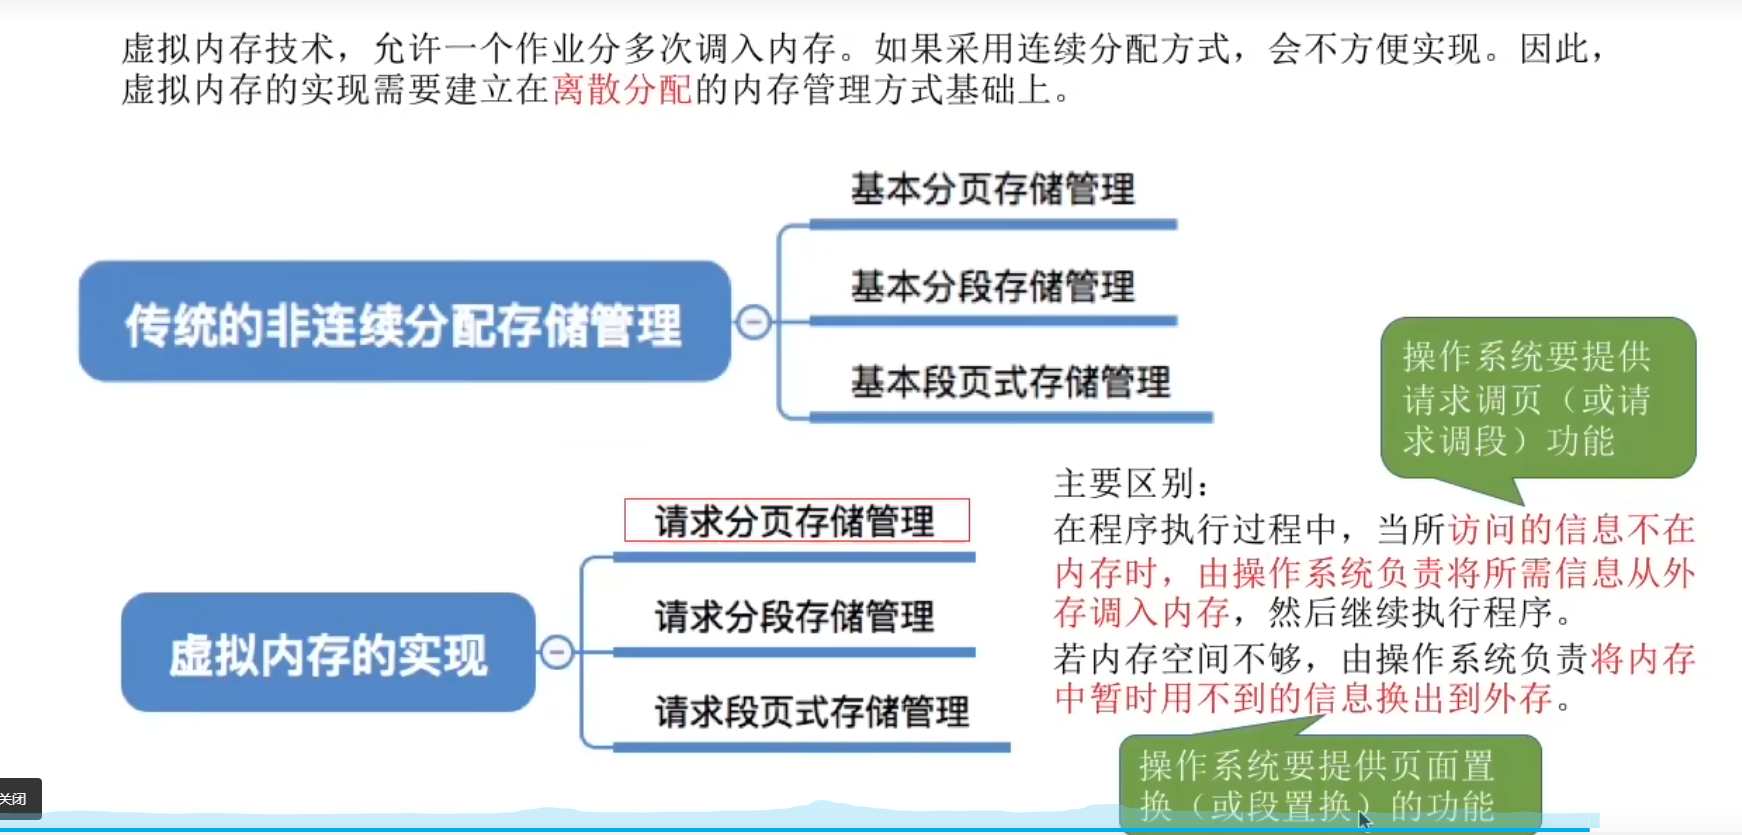 虚拟内存技术，允许一个作业分多次调入内存。如果采用连续分配方式，会不方便实现。因此，
虚拟内存的实现需要建立在离散分配的内存管理方式基础上。
基本分页存储管理
基本分段存储管理
传统的非连续分配存储管理
基本段页式存储管理
操作系统要提供
请求调页（或请
求调段）功能
请求分页存储管理
请求分段存储管理
虚拟内存的实现
请求段页式存储管理
主要区别：
在程序执行过程中，当所访问的信息不在
内存时，由操作系统负责将所需信息从外
存调入内存，然后继续执行程序。
若内存空间不够，由操作系统负责将内存
中暂时用不到的信息换出到外存。
操作系统要提供页面置
换（或段置换）的功能
关闭